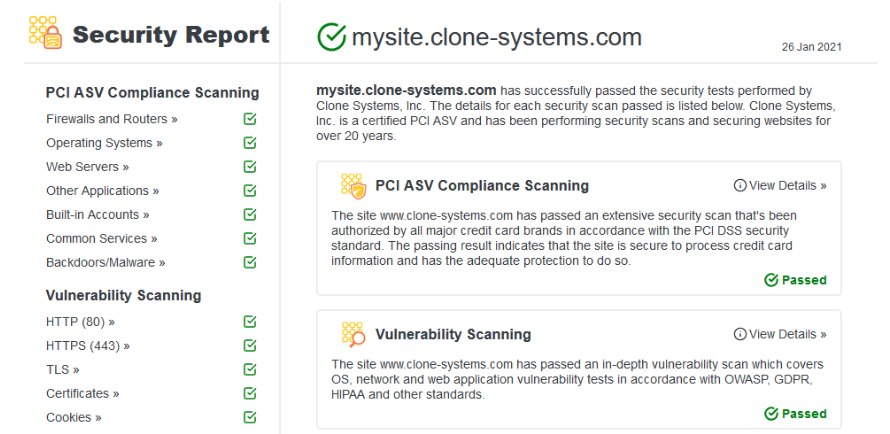 Security Report
PCI ASV Compliance Scanning
Firewalls and Routers »
Operating Systems »
Web Servers »
Other Applications »
Built-in Accounts »
Common Services »
Backdoors/Malware »
Vulnerability Scanning
HTTP (80) »
HTTPS (443) »
TLS »
Certificates »
Cookies »
mysite.clone-systems.com
26 Jan 2021
mysite.clone-systems.com has successfully passed the security tests performed by
Clone Systems, Inc. The details for each security scan passed is listed below. Clone Systems,
Inc. is a certified PCI ASV and has been performing security scans and securing websites for
over 20 years.
PCI ASV Compliance Scanning
View Details »
The site www.clone-systems.com has passed an extensive security scan that's been
authorized by all major credit card brands in accordance with the PCI DSS security
standard. The passing result indicates that the site is secure to process credit card
information and has the adequate protection to do so.
Passed
Vulnerability Scanning
View Details »
The site www.clone-systems.com has passed an in-depth vulnerability scan which covers
OS, network and web application vulnerability tests in accordance with OWASP, GDPR,
HIPAA and other standards.
Passed